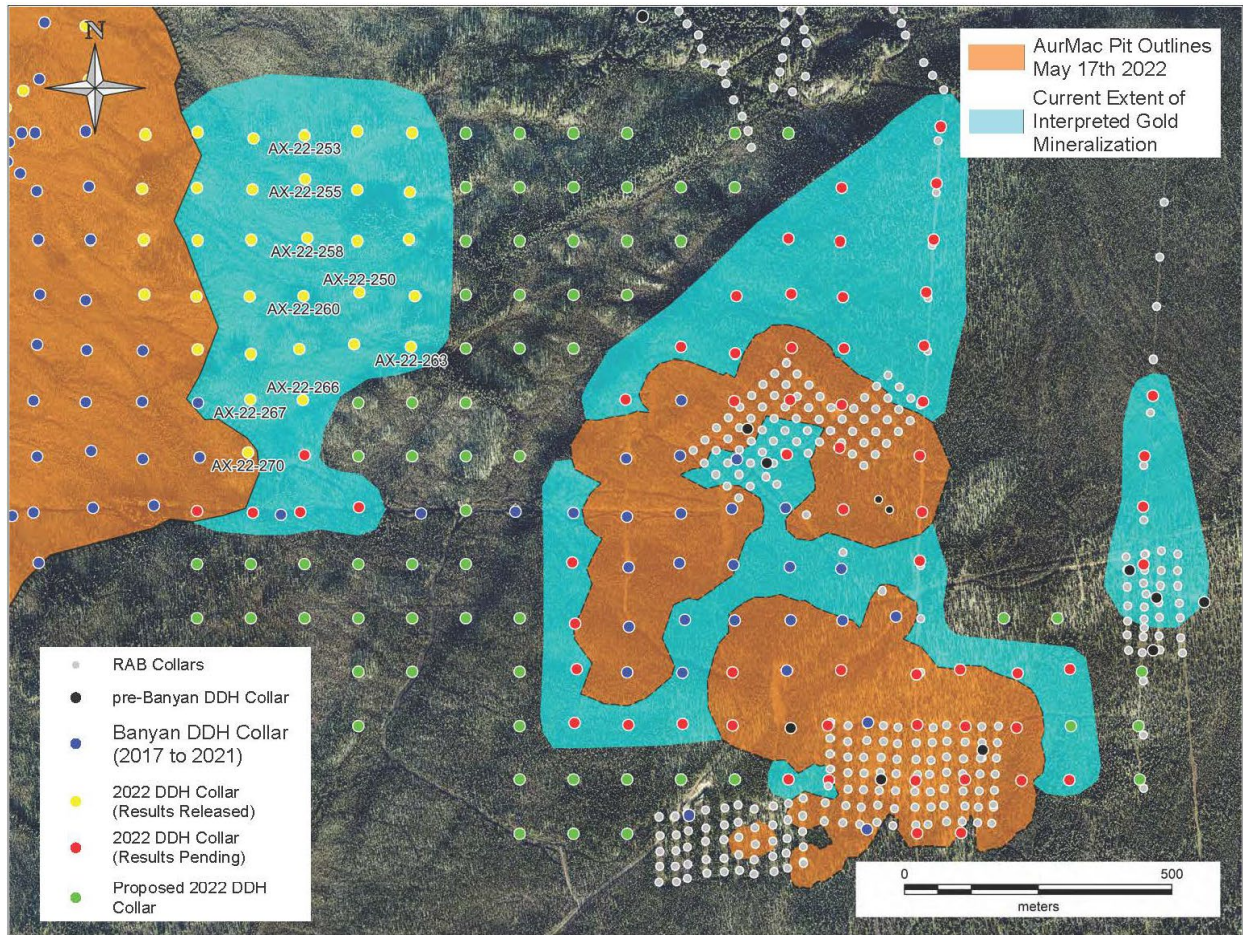 N
AurMac Pit Outlines
May 17th 2022
Current Extent of
Interpreted Gold
Mineralization
AX-22-253
AX-22-255
AX-22-258
AX-22-250
AX-22-260
AX-22-263
AX-22-266
AX-22-267
AX-22-270
RAB Collars
pre-Banyan DDH Collar
Banyan DDH Collar
(2017 to 2021)
2022 DDH Collar
(Results Released)
2022 DDH Collar
(Results Pending)
Proposed 2022 DDH
Collar
0 500
meters